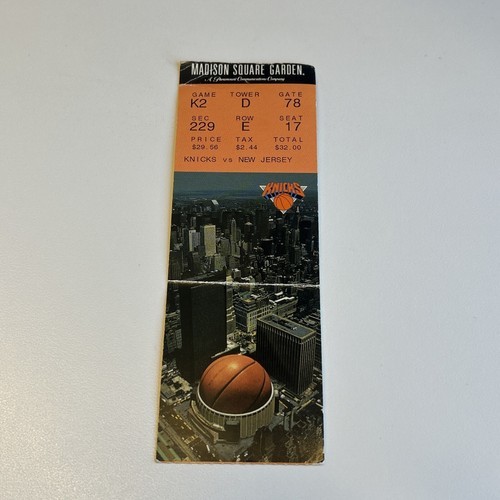 MADISON SQUARE GARDEN.
A Paramount Communications Company
GAME TOWER GATE
K2 D 78
SEC ROW SEAT
229 E 17
PRICE TAX TOTAL
$29.56 $2.44 $32.00
KNICKS vs NEW JERSEY
KNICKS